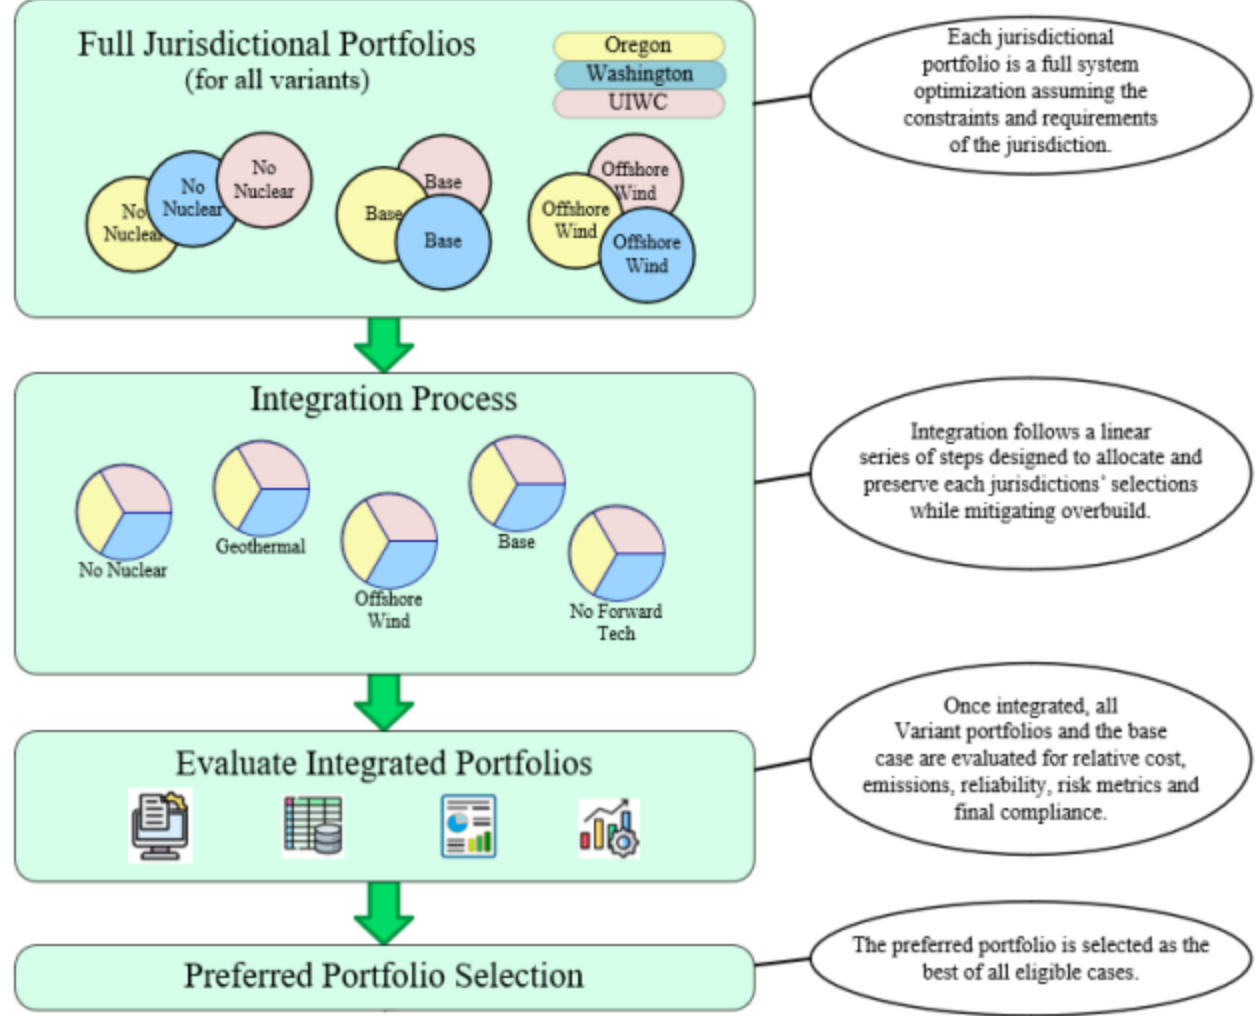 Full Jurisdictional Portfolios
(for all variants)
Oregon
Washington
UIWC
Each jurisdictional
portfolio is a full system
optimization assuming the
constraints and requirements
of the jurisdiction.
No
Nuclear
No
Nuclear
No
Nuclear
Base
Base
Base
Offshore
Wind
Offshore
Wind
Offshore
Wind
Integration Process
No Nuclear
Geothermal
Offshore
Wind
Base
No Forward
Tech
Integration follows a linear
series of steps designed to allocate and
preserve each jurisdictions’ selections
while mitigating overbuild.
Evaluate Integrated Portfolios
Once integrated, all
Variant portfolios and the base
case are evaluated for relative cost,
emissions, reliability, risk metrics and
final compliance.
Preferred Portfolio Selection
The preferred portfolio is selected as the
best of all eligible cases.